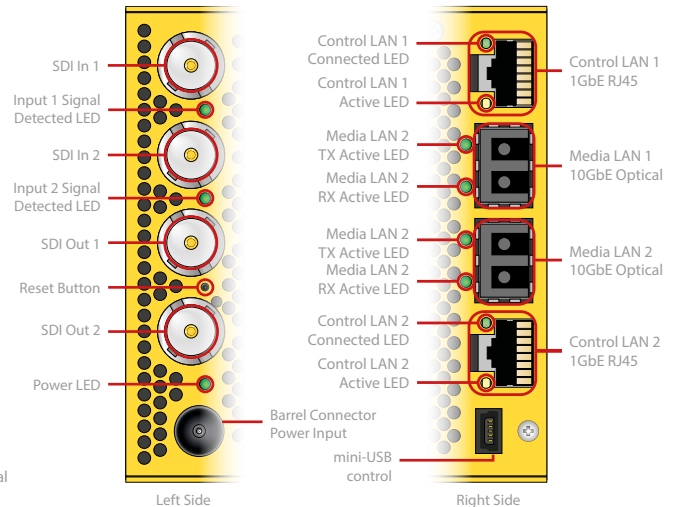 SDI In 1
Input 1 Signal
Detected LED
SDI In 2
Input 2 Signal
Detected LED
SDI Out 1
Reset Button
SDI Out 2
Power LED
Barrel Connector
Power Input
Left Side
Control LAN 1
Connected LED
Control LAN 1
Active LED
Media LAN 2
TX Active LED
Media LAN 2
RX Active LED
Media LAN 2
TX Active LED
Media LAN 2
RX Active LED
Control LAN 2
Connected LED
Control LAN 2
Active LED
mini-USB
control
Control LAN 1
1GbE RJ45
Media LAN 1
10GbE Optical
Media LAN 2
10GbE Optical
Control LAN 2
1GbE RJ45
Right Side